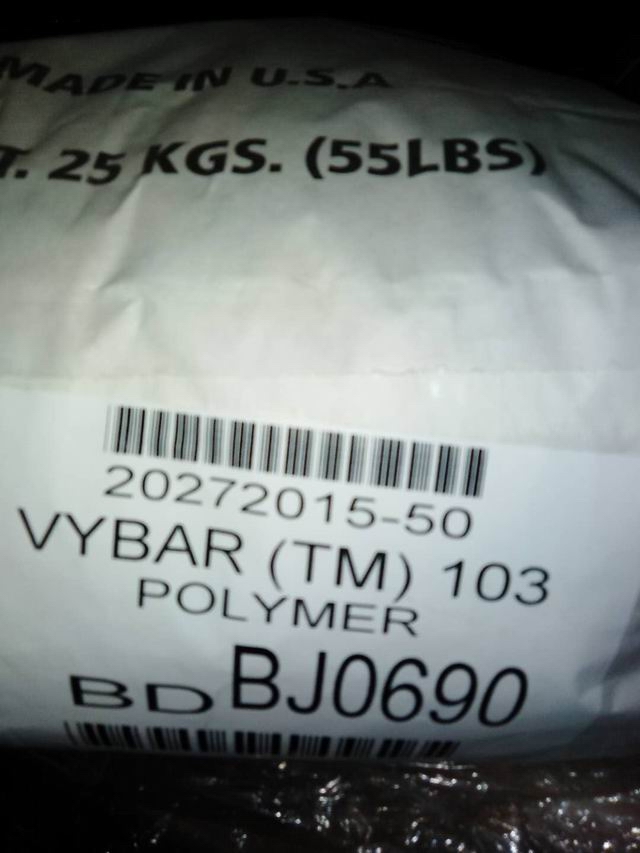 MADE IN U.S.A
T. 25 KGS. (55LBS)
20272015-50
VYBAR (TM) 103
POLYMER
BD BJ0690